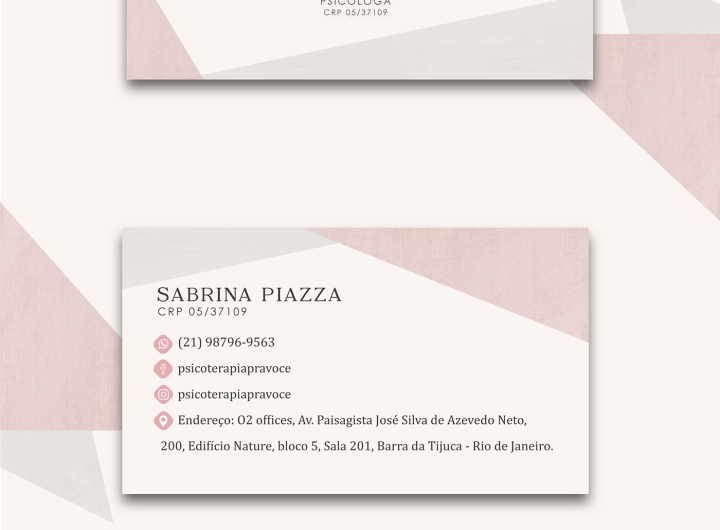 PSICÓLOGA
CRP 05/37109
SABRINA PIAZZA
CRP 05/37109
(21) 98796-9563
psicoterapiapravoce
psicoterapiapravoce
Endereço: O2 offices, Av. Paisagista José Silva de Azevedo Neto,
200, Edifício Nature, bloco 5, Sala 201, Barra da Tijuca - Rio de Janeiro.